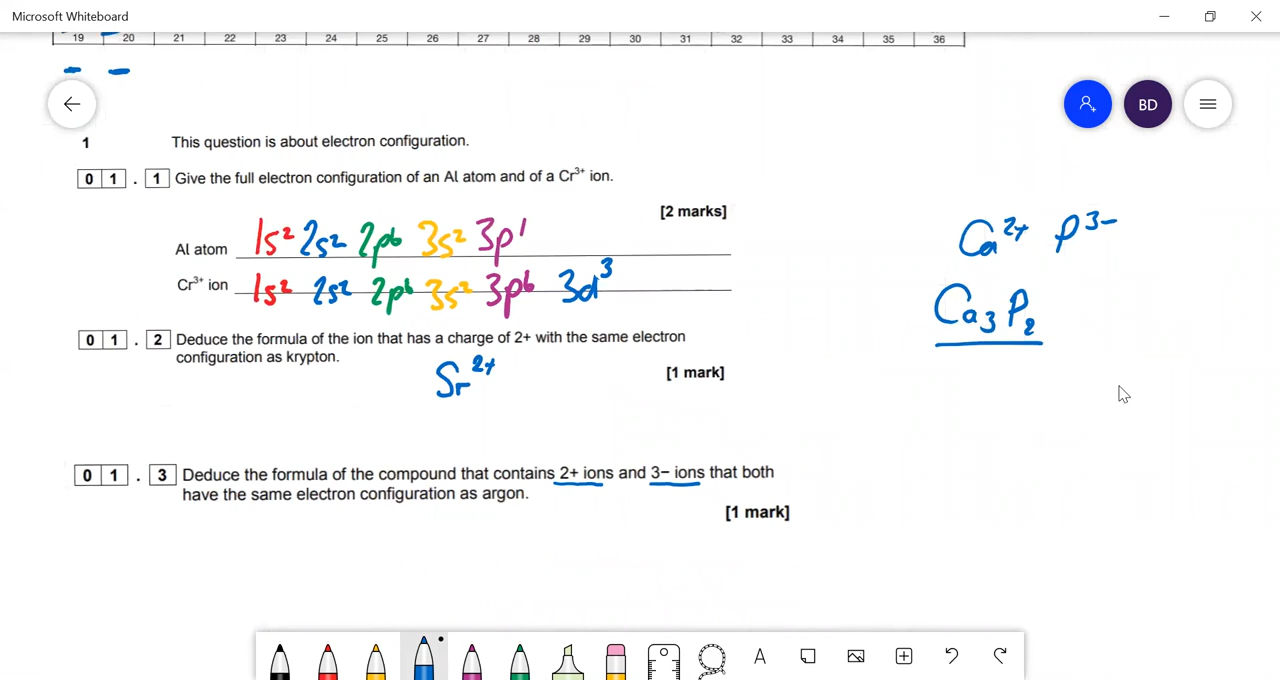 Microsoft Whiteboard
19 20 21 22 23 24 25 26 27 28 29 30 31 32 33 34 35 36
BD
1 This question is about electron configuration.
0 1 . 1 Give the full electron configuration of an Al atom and of a Cr³⁺ ion.
[2 marks]
Al atom 1s² 2s² 2p⁶ 3s² 3p¹
Cr³⁺ ion 1s² 2s² 2p⁶ 3s² 3p⁶ 3d³
Ca²⁺ P³⁻
Ca₃P₂
0 1 . 2 Deduce the formula of the ion that has a charge of 2+ with the same electron
configuration as krypton.
Sr²⁺
[1 mark]
0 1 . 3 Deduce the formula of the compound that contains 2+ ions and 3− ions that both
have the same electron configuration as argon.
[1 mark]
A